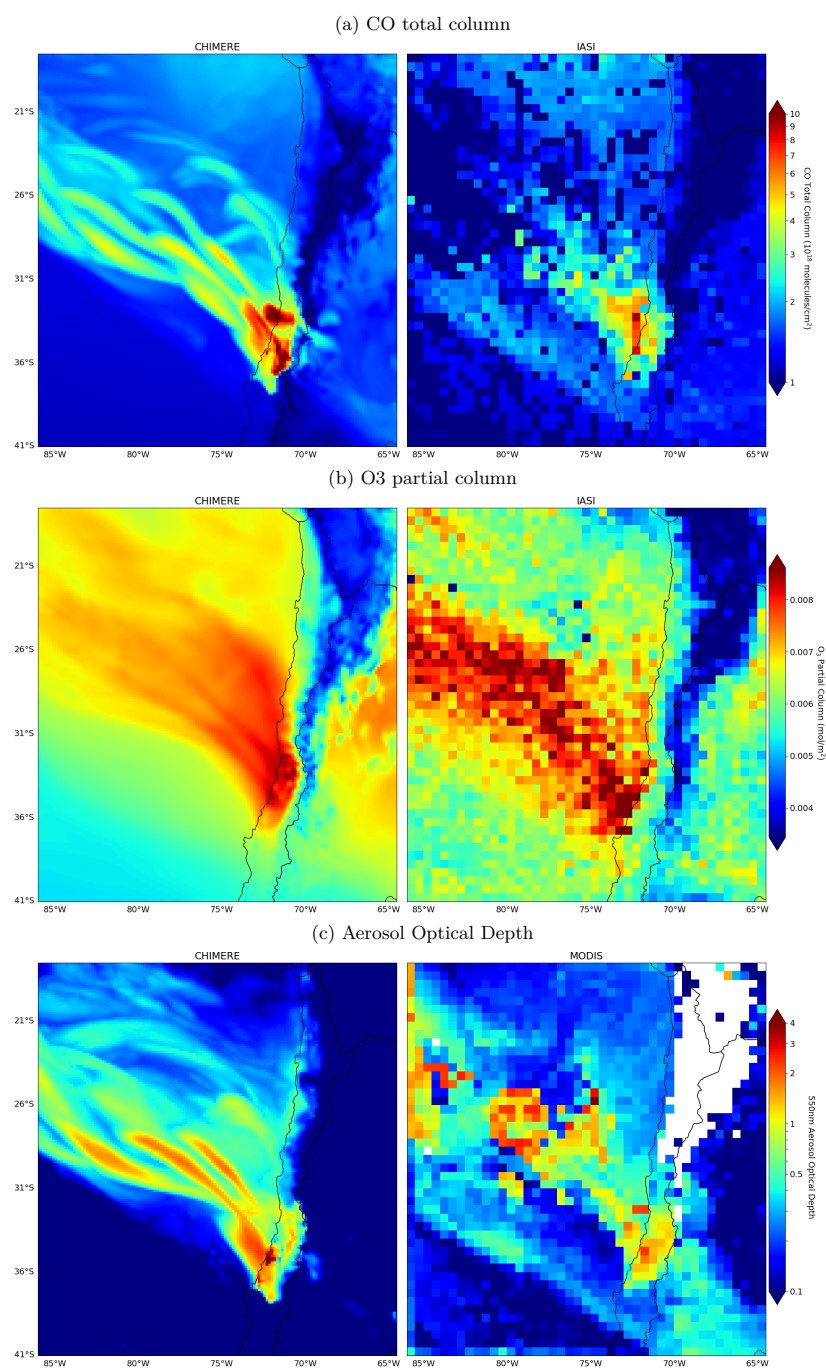 (a) CO total column
CHIMERE
IASI
21°S
26°S
31°S
36°S
41°S
85°W 80°W 75°W 70°W 65°W
85°W 80°W 75°W 70°W 65°W
10
9
8
7
6
5
4
3
2
1
CO Total Column (10¹⁸ molecules/cm²)
(b) O3 partial column
CHIMERE
IASI
21°S
26°S
31°S
36°S
41°S
85°W 80°W 75°W 70°W 65°W
85°W 80°W 75°W 70°W 65°W
0.008
0.007
0.006
0.005
0.004
O₃ Partial Column (mol/m²)
(c) Aerosol Optical Depth
CHIMERE
MODIS
21°S
26°S
31°S
36°S
41°S
85°W 80°W 75°W 70°W 65°W
85°W 80°W 75°W 70°W 65°W
4
3
2
1
0.5
0.1
550nm Aerosol Optical Depth